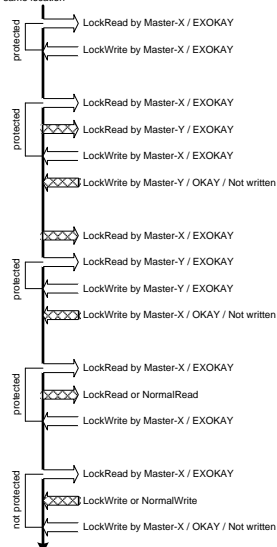 same location
protected
LockRead by Master-X / EXOKAY
LockWrite by Master-X / EXOKAY
protected
LockRead by Master-X / EXOKAY
LockRead by Master-Y / EXOKAY
LockWrite by Master-X / EXOKAY
LockWrite by Master-Y / OKAY / Not written
LockRead by Master-X / EXOKAY
protected
LockRead by Master-Y / EXOKAY
LockWrite by Master-Y / EXOKAY
LockWrite by Master-X / OKAY / Not written
protected
LockRead by Master-X / EXOKAY
LockRead or NormalRead
LockWrite by Master-X / EXOKAY
not protected
LockRead by Master-X / EXOKAY
LockWrite or NormalWrite
LockWrite by Master-X / OKAY / Not written